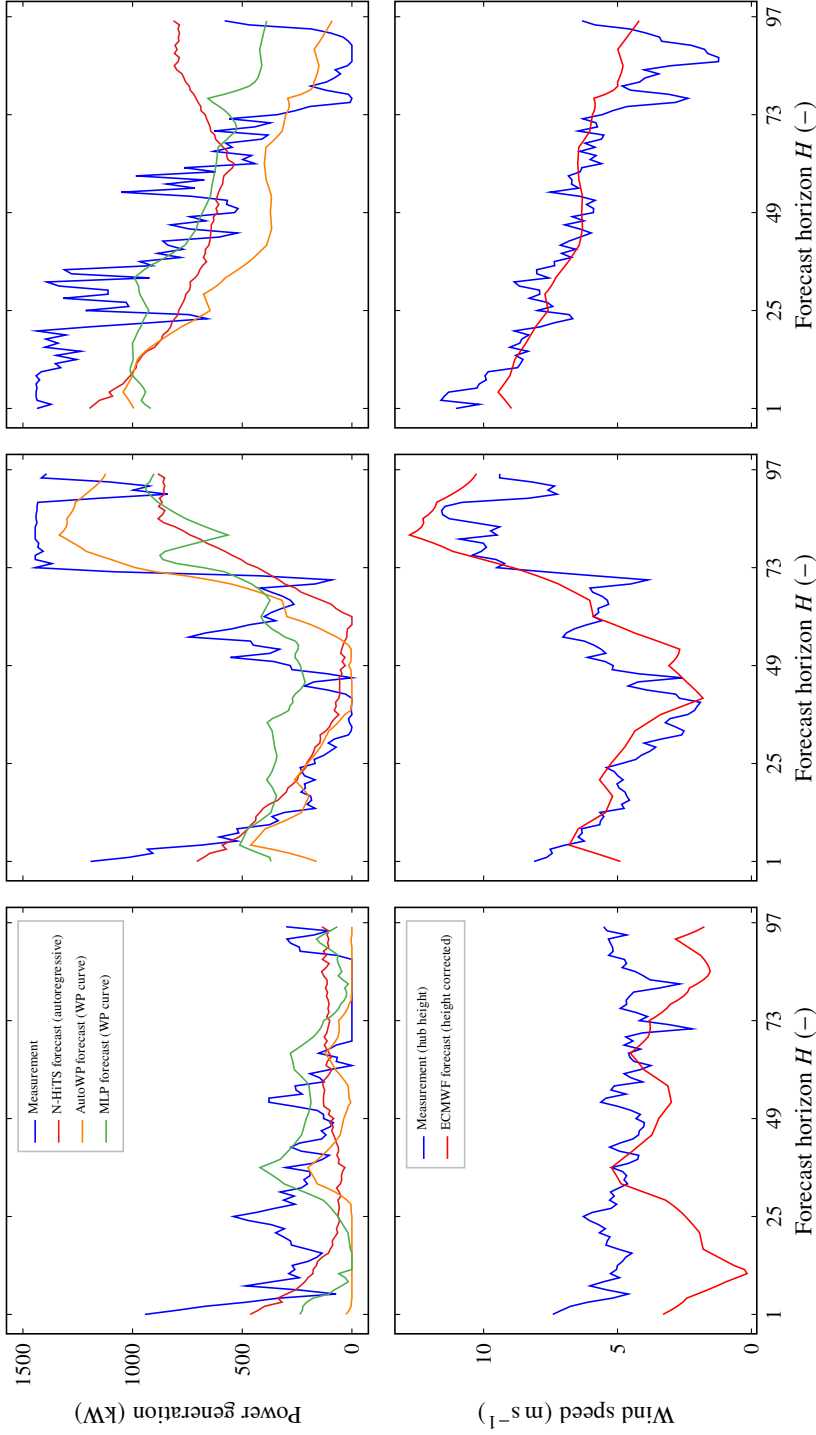 1500
1000
500
0
Power generation (kW)
Measurement
N-HiTS forecast (autoregressive)
AutoWP forecast (WP curve)
MLP forecast (WP curve)
10
5
0
Wind speed (m s⁻¹)
Measurement (hub height)
ECMWF forecast (height corrected)
1 25 49 73 97
Forecast horizon H (−)
1 25 49 73 97
Forecast horizon H (−)
1 25 49 73 97
Forecast horizon H (−)